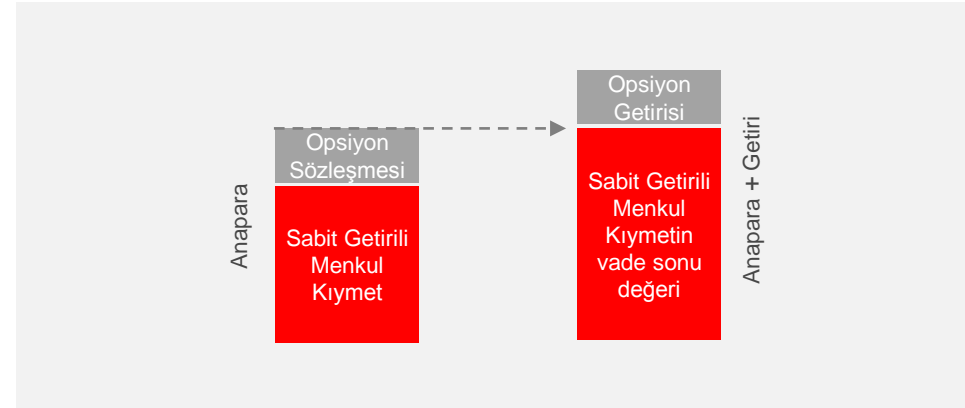 Anapara
Opsiyon
Sözleşmesi
Sabit Getirili
Menkul
Kıymet
Opsiyon
Getirisi
Sabit Getirili
Menkul
Kıymetin
vade sonu
değeri
Anapara + Getiri